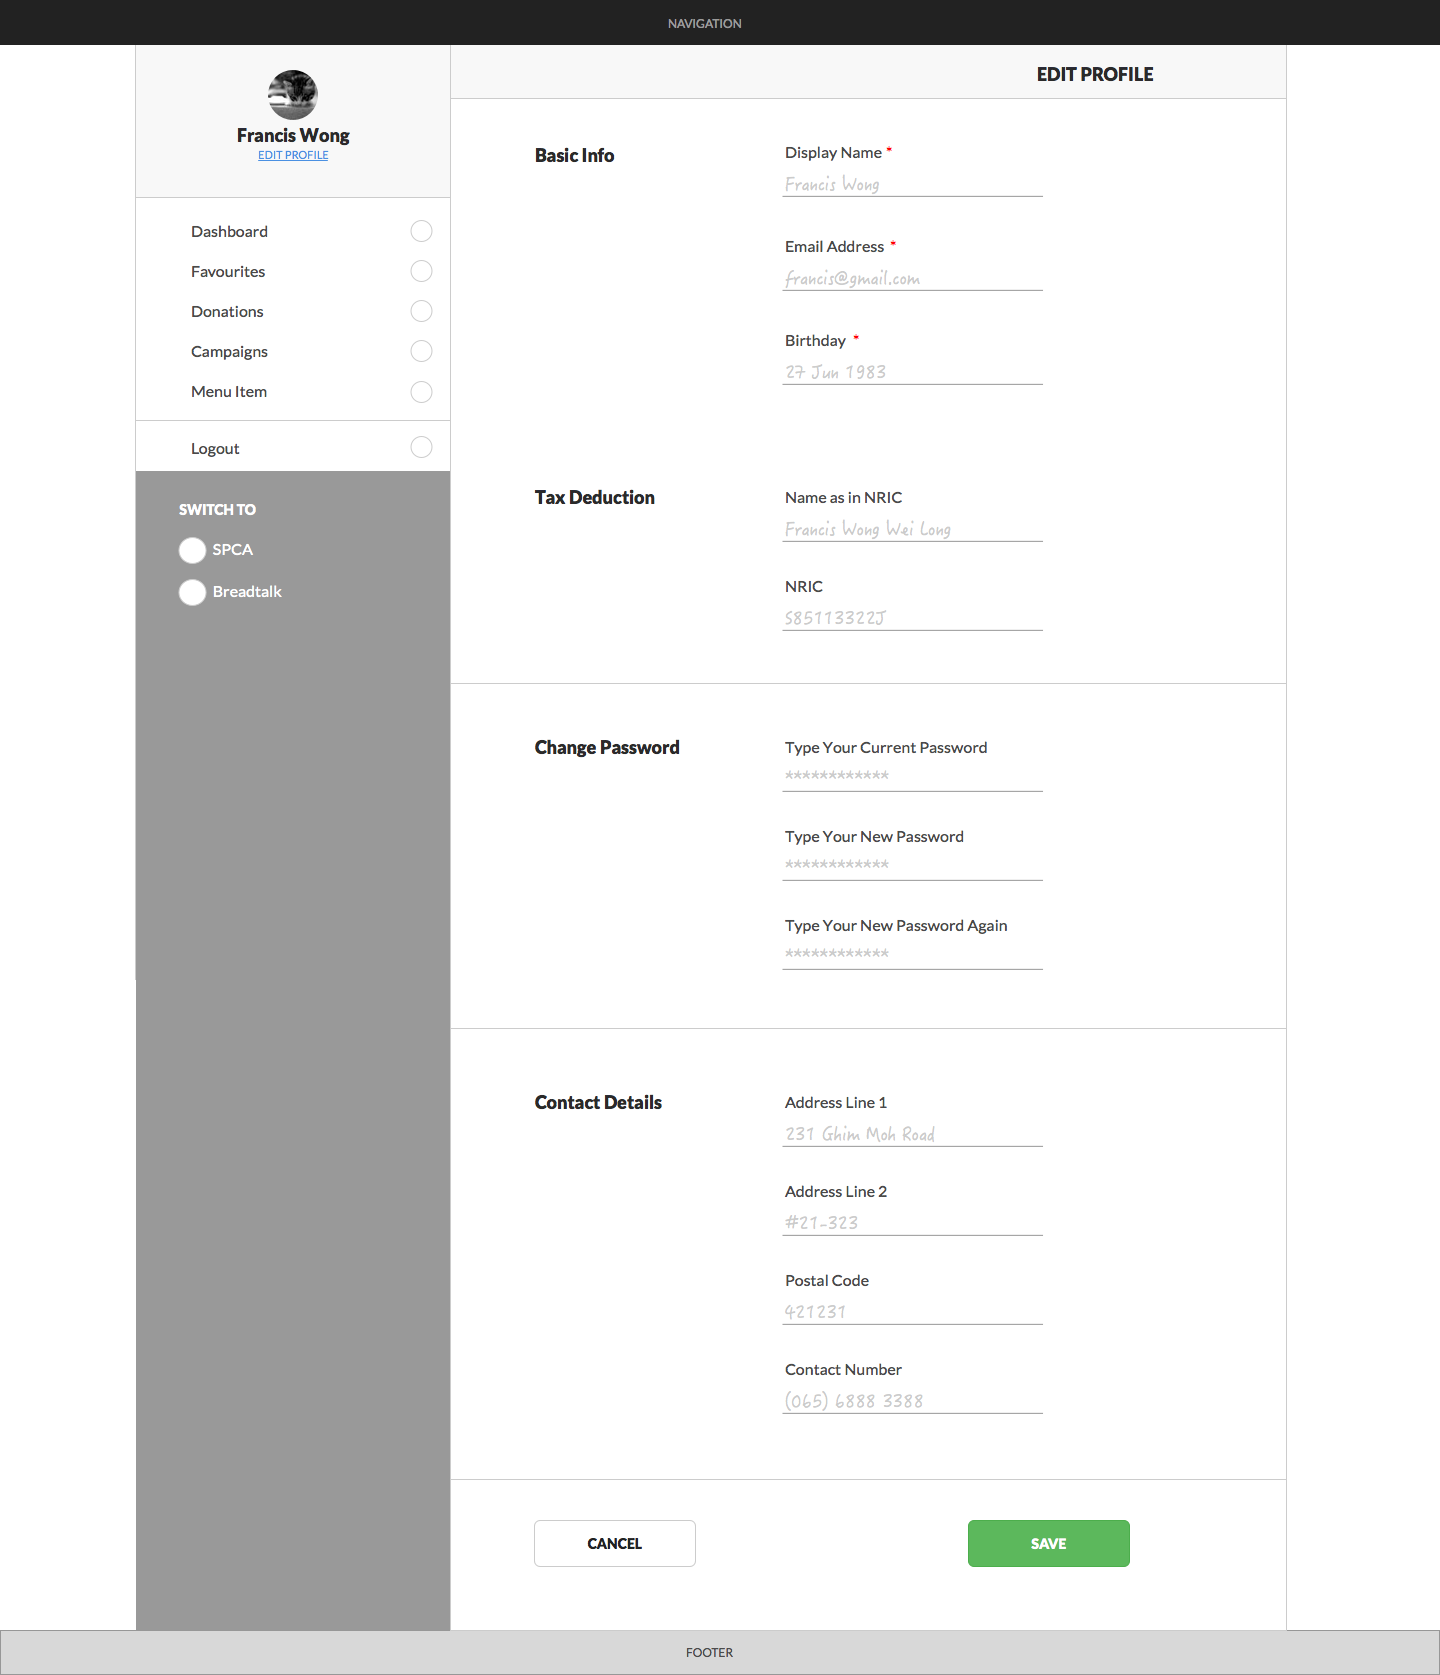 NAVIGATION
Francis Wong
EDIT PROFILE
Dashboard
Favourites
Donations
Campaigns
Menu Item
Logout
SWITCH TO
SPCA
Breadtalk
EDIT PROFILE
Basic Info
Display Name *
Francis Wong
Email Address *
francis@gmail.com
Birthday *
27 Jun 1983
Tax Deduction
Name as in NRIC
Francis Wong Wei Long
NRIC
S85113322J
Change Password
Type Your Current Password
************
Type Your New Password
************
Type Your New Password Again
************
Contact Details
Address Line 1
231 Ghim Moh Road
Address Line 2
#21-323
Postal Code
421231
Contact Number
(065) 6888 3388
CANCEL
SAVE
FOOTER